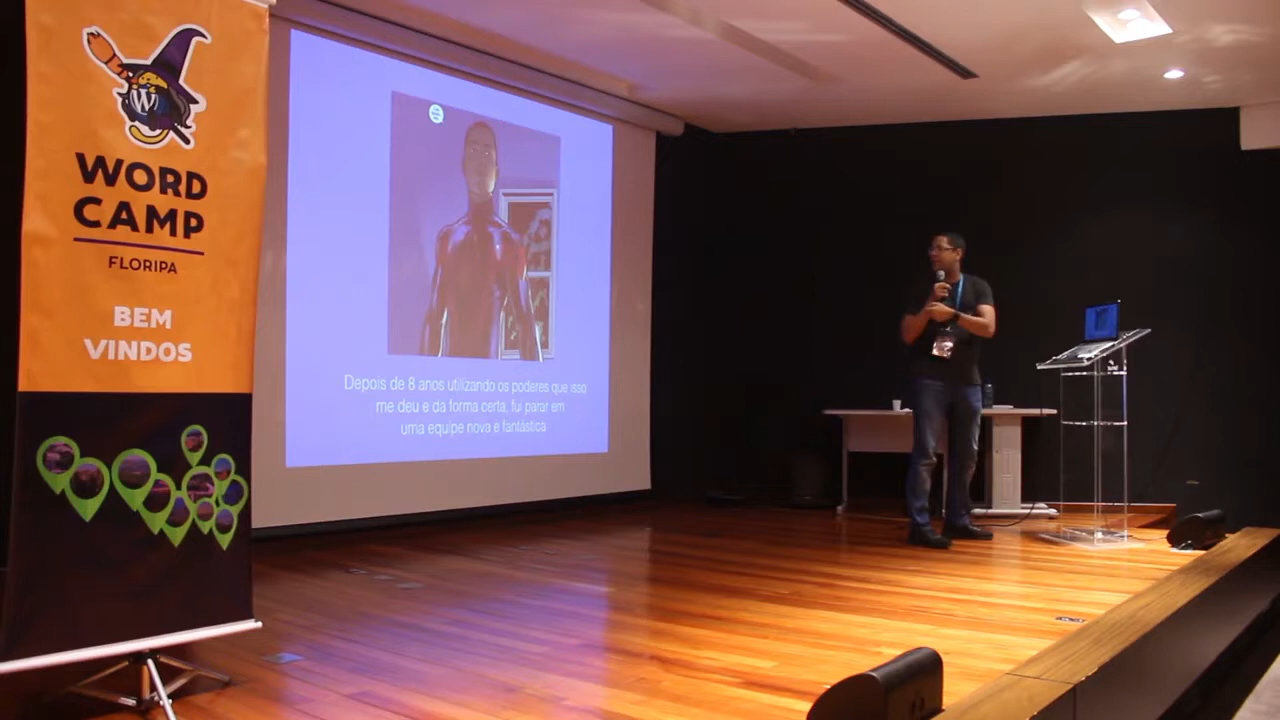 WORD
CAMP
FLORIPA
BEM
VINDOS
Depois de 8 anos utilizando os poderes que isso
me deu e da forma certa, fui parar em
uma equipe nova e fantástica